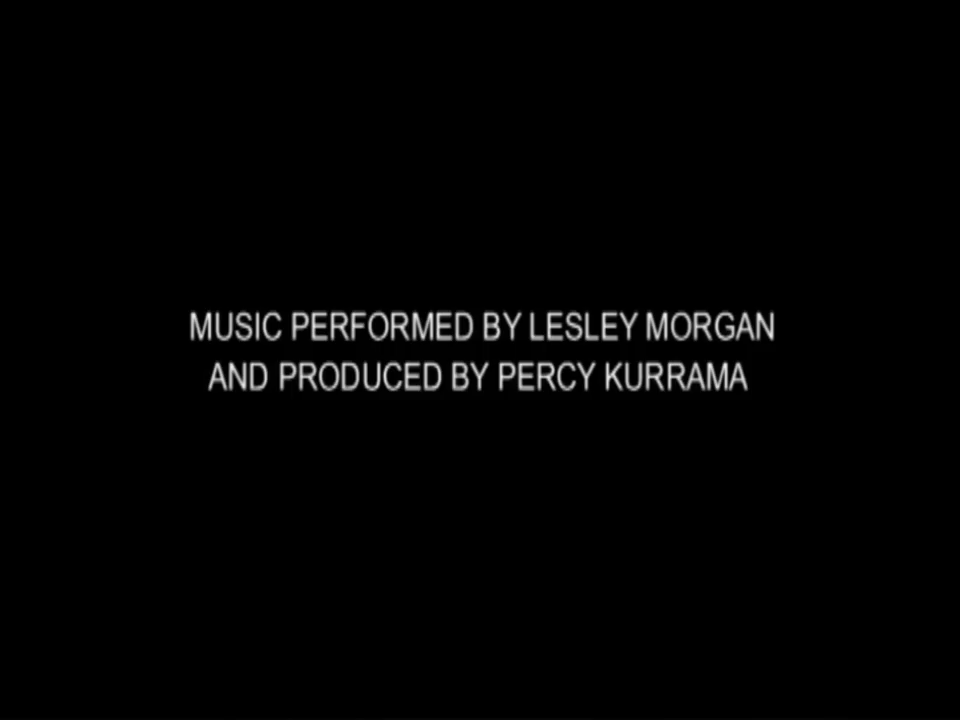 MUSIC PERFORMED BY LESLEY MORGAN
AND PRODUCED BY PERCY KURRAMA